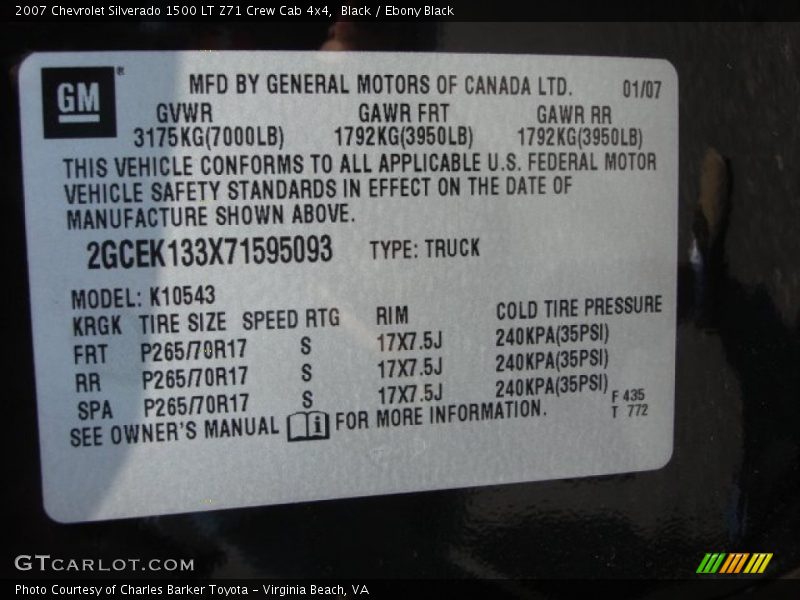 2007 Chevrolet Silverado 1500 LT Z71 Crew Cab 4x4,  Black / Ebony Black
GM ®
MFD BY GENERAL MOTORS OF CANADA LTD. 01/07
GVWR GAWR FRT GAWR RR
3175KG(7000LB) 1792KG(3950LB) 1792KG(3950LB)
THIS VEHICLE CONFORMS TO ALL APPLICABLE U.S. FEDERAL MOTOR
VEHICLE SAFETY STANDARDS IN EFFECT ON THE DATE OF
MANUFACTURE SHOWN ABOVE.
2GCEK133X71595093 TYPE: TRUCK
MODEL: K10543
KRGK TIRE SIZE SPEED RTG RIM COLD TIRE PRESSURE
FRT P265/70R17 S 17X7.5J 240KPA(35PSI)
RR P265/70R17 S 17X7.5J 240KPA(35PSI)
SPA P265/70R17 S 17X7.5J 240KPA(35PSI)
SEE OWNER'S MANUAL i FOR MORE INFORMATION.
F 435
T 772
GTCARLOT.COM
Photo Courtesy of Charles Barker Toyota - Virginia Beach, VA